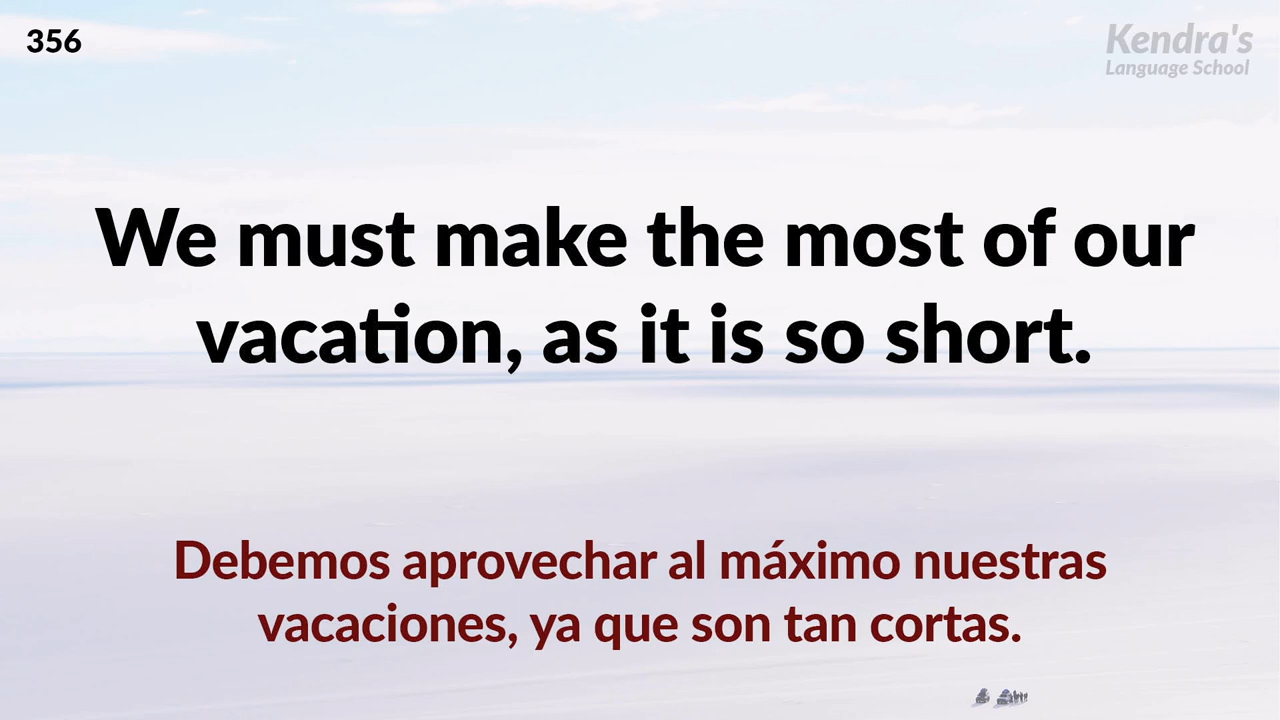 356
Kendra's
Language School
We must make the most of our
vacation, as it is so short.
Debemos aprovechar al máximo nuestras
vacaciones, ya que son tan cortas.